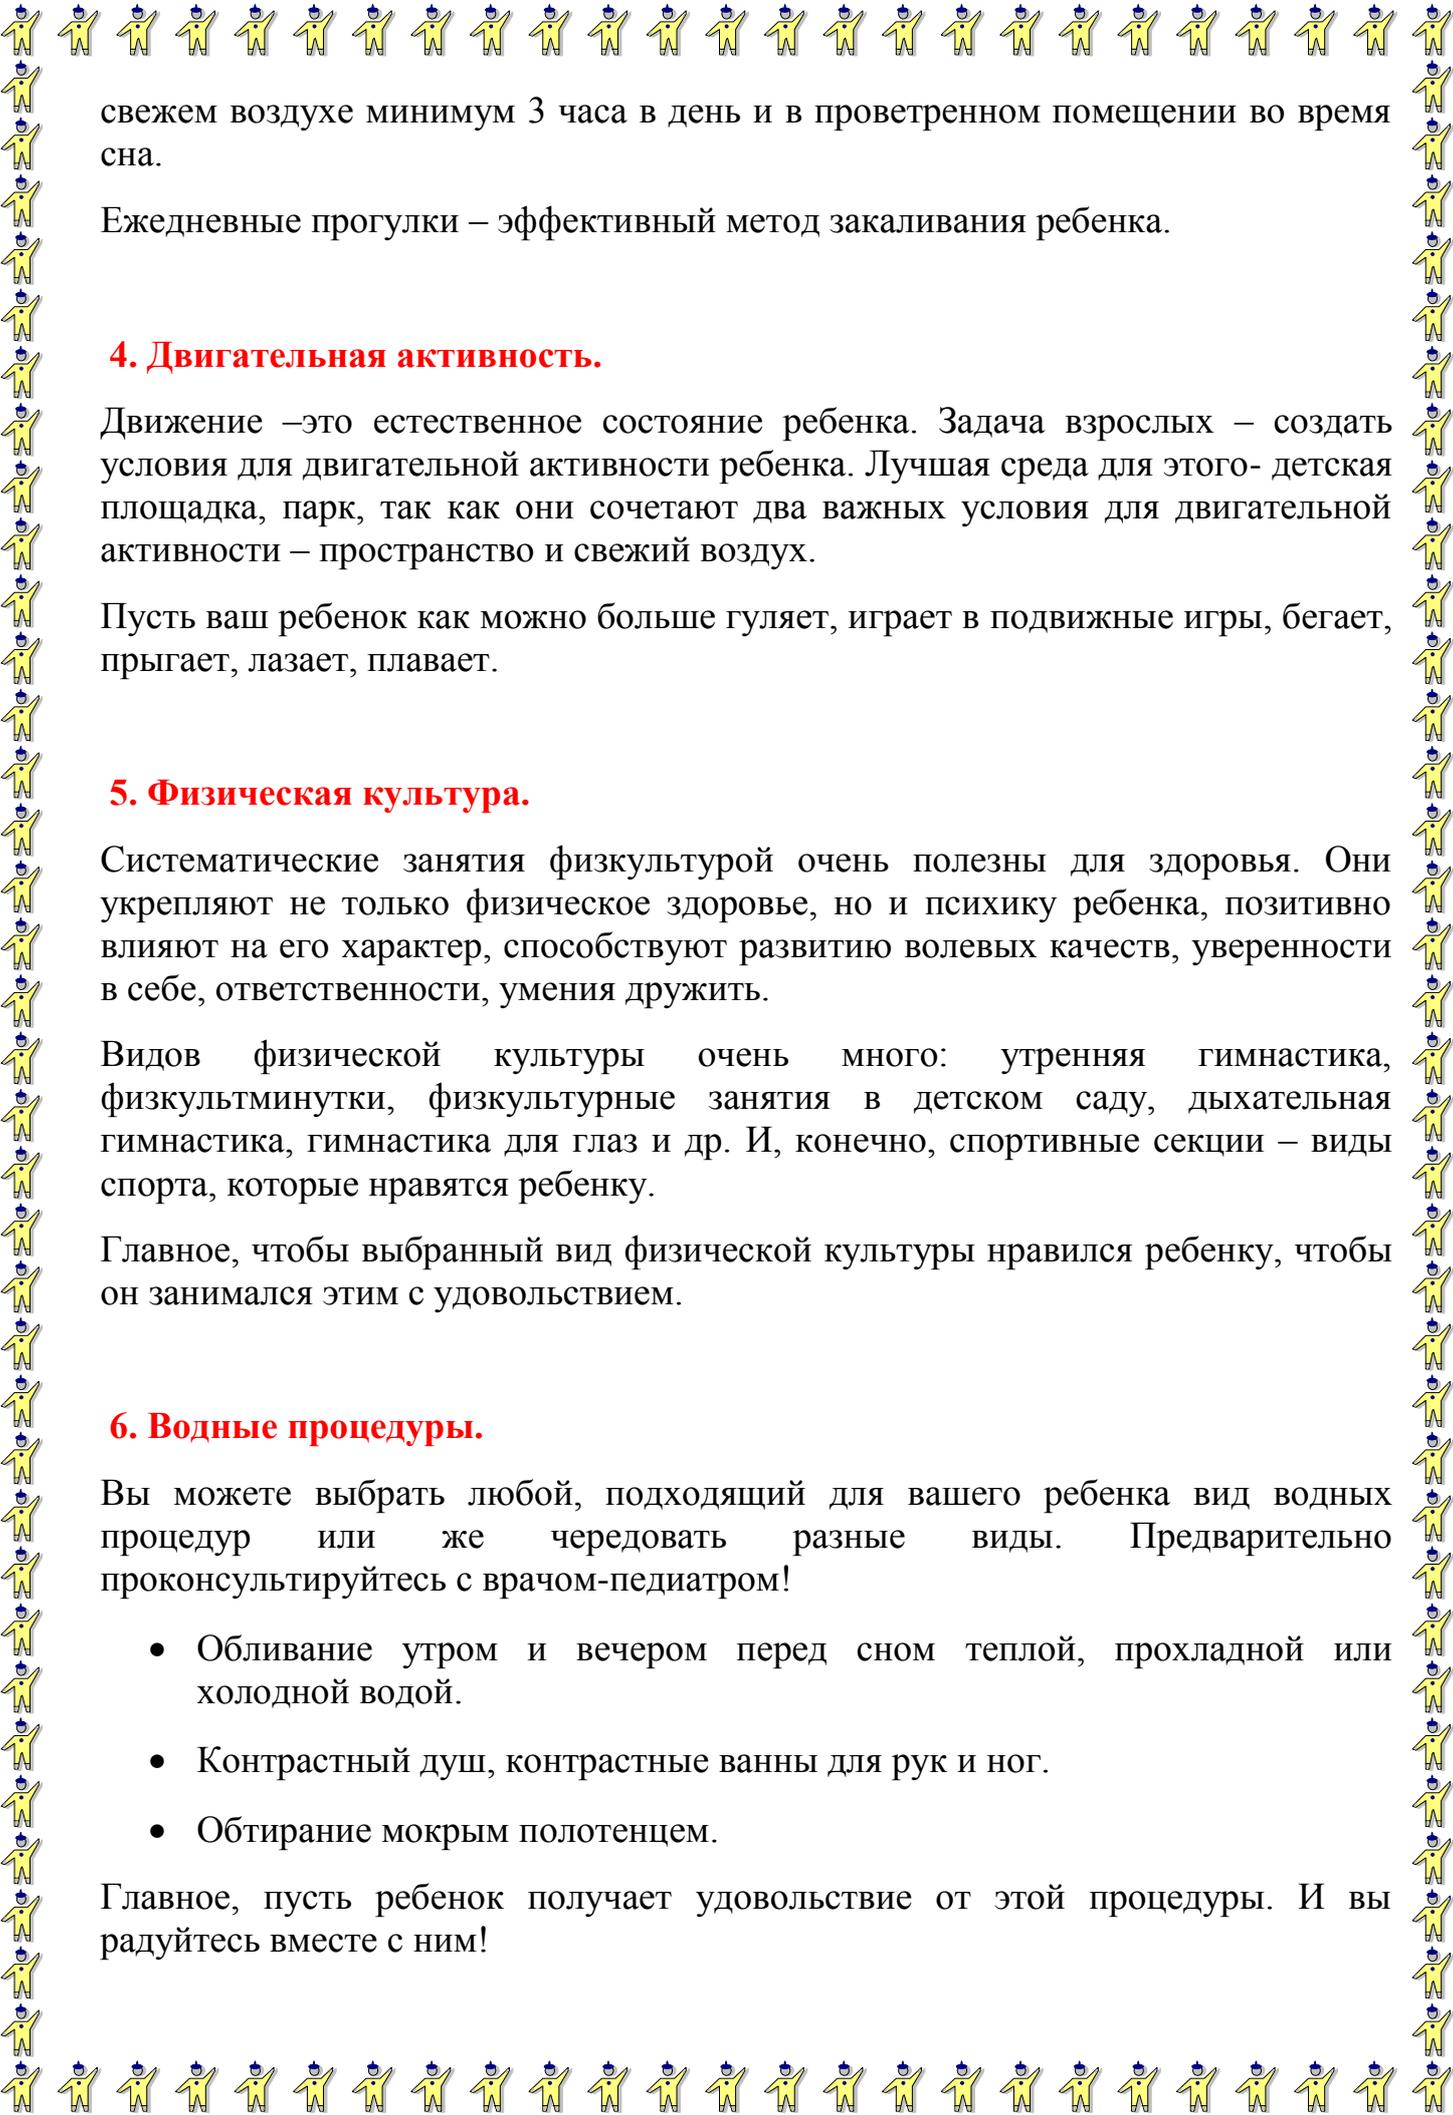 свежем воздухе минимум 3 часа в день и в проветренном помещении во время
сна.
Ежедневные прогулки – эффективный метод закаливания ребенка.
4. Двигательная активность.
Движение –это естественное состояние ребенка. Задача взрослых – создать
условия для двигательной активности ребенка. Лучшая среда для этого- детская
площадка, парк, так как они сочетают два важных условия для двигательной
активности – пространство и свежий воздух.
Пусть ваш ребенок как можно больше гуляет, играет в подвижные игры, бегает,
прыгает, лазает, плавает.
5. Физическая культура.
Систематические занятия физкультурой очень полезны для здоровья. Они
укрепляют не только физическое здоровье, но и психику ребенка, позитивно
влияют на его характер, способствуют развитию волевых качеств, уверенности
в себе, ответственности, умения дружить.
Видов физической культуры очень много: утренняя гимнастика,
физкультминутки, физкультурные занятия в детском саду, дыхательная
гимнастика, гимнастика для глаз и др. И, конечно, спортивные секции – виды
спорта, которые нравятся ребенку.
Главное, чтобы выбранный вид физической культуры нравился ребенку, чтобы
он занимался этим с удовольствием.
6. Водные процедуры.
Вы можете выбрать любой, подходящий для вашего ребенка вид водных
процедур или же чередовать разные виды. Предварительно
проконсультируйтесь с врачом-педиатром!
• Обливание утром и вечером перед сном теплой, прохладной или
холодной водой.
• Контрастный душ, контрастные ванны для рук и ног.
• Обтирание мокрым полотенцем.
Главное, пусть ребенок получает удовольствие от этой процедуры. И вы
радуйтесь вместе с ним!